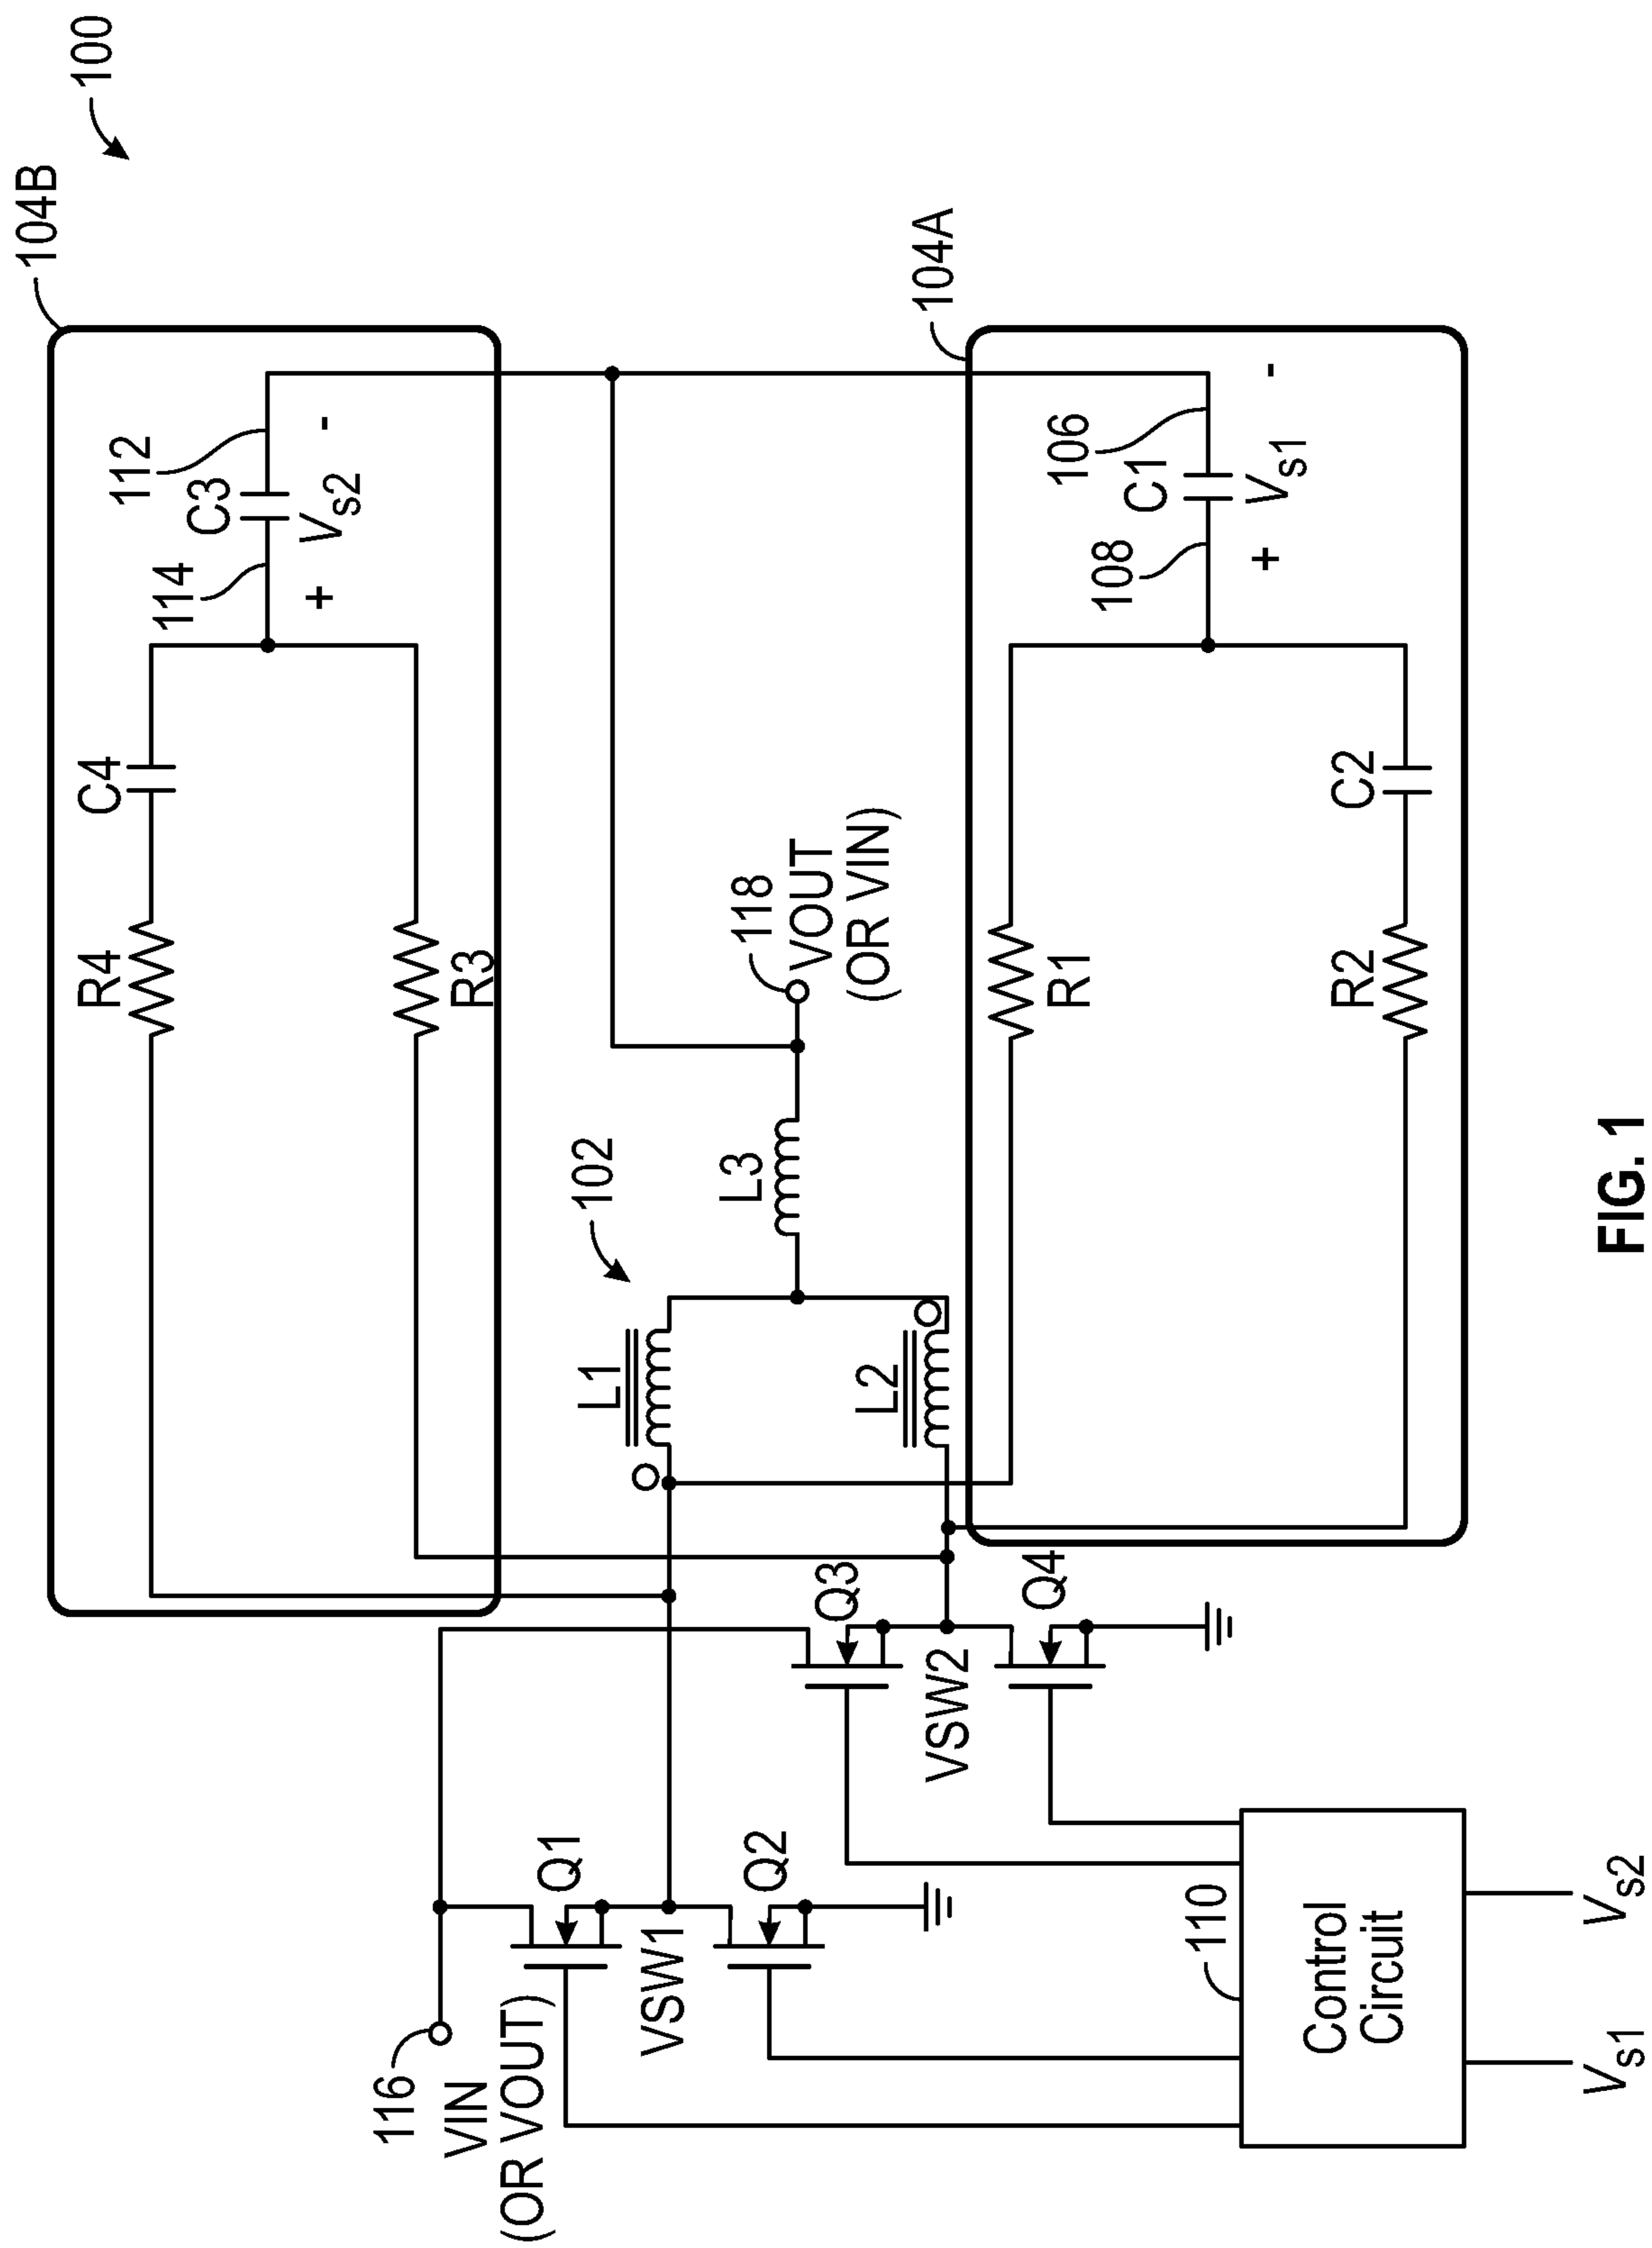 100
104B
112
C3
114
Vs2
+
-
C4
R4
R3
104A
106
C1
108
Vs1
+
-
118
VOUT
(OR VIN)
R1
C2
R2
L3
102
L1
L2
Q3
Q4
VSW2
Q1
Q2
VSW1
116
VIN
(OR VOUT)
110
Control
Circuit
Vs1
Vs2
FIG. 1